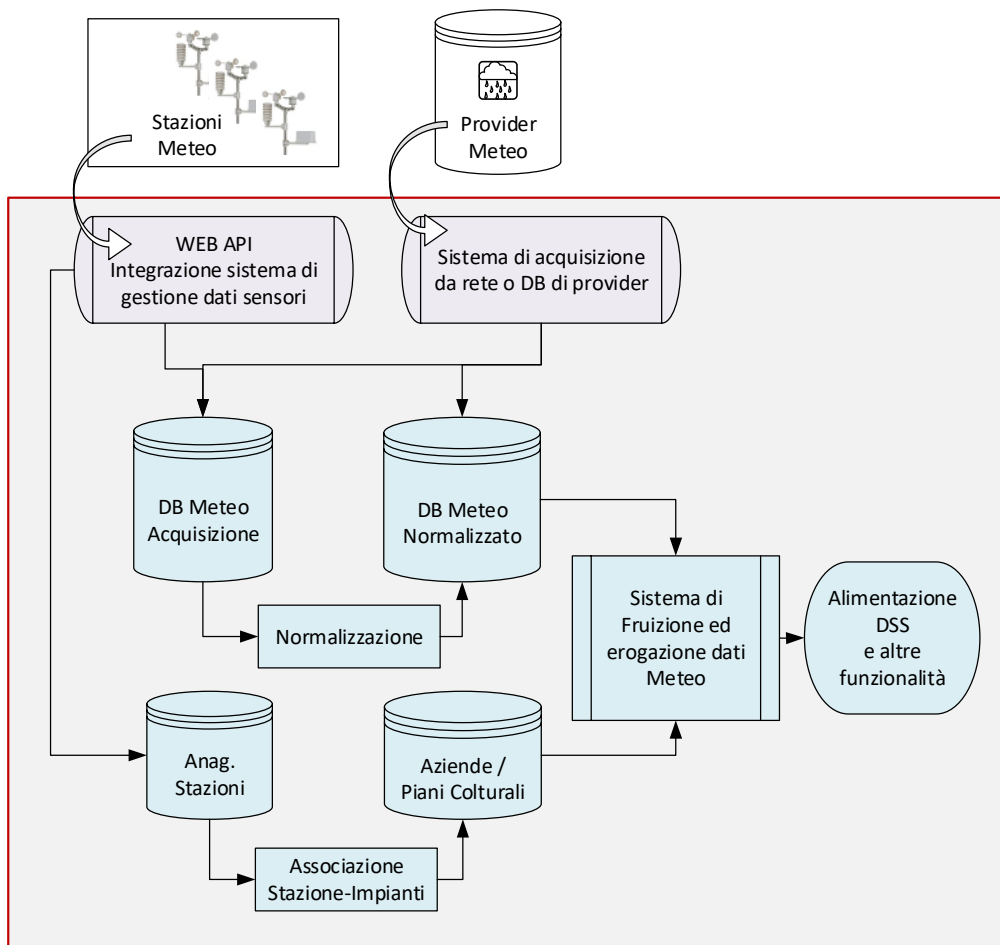 Stazioni
Meteo
Provider
Meteo
WEB API
Integrazione sistema di
gestione dati sensori
Sistema di acquisizione
da rete o DB di provider
DB Meteo
Acquisizione
DB Meteo
Normalizzato
Normalizzazione
Sistema di
Fruizione ed
erogazione dati
Meteo
Alimentazione
DSS
e altre
funzionalità
Anag.
Stazioni
Aziende /
Piani Colturali
Associazione
Stazione-Impianti